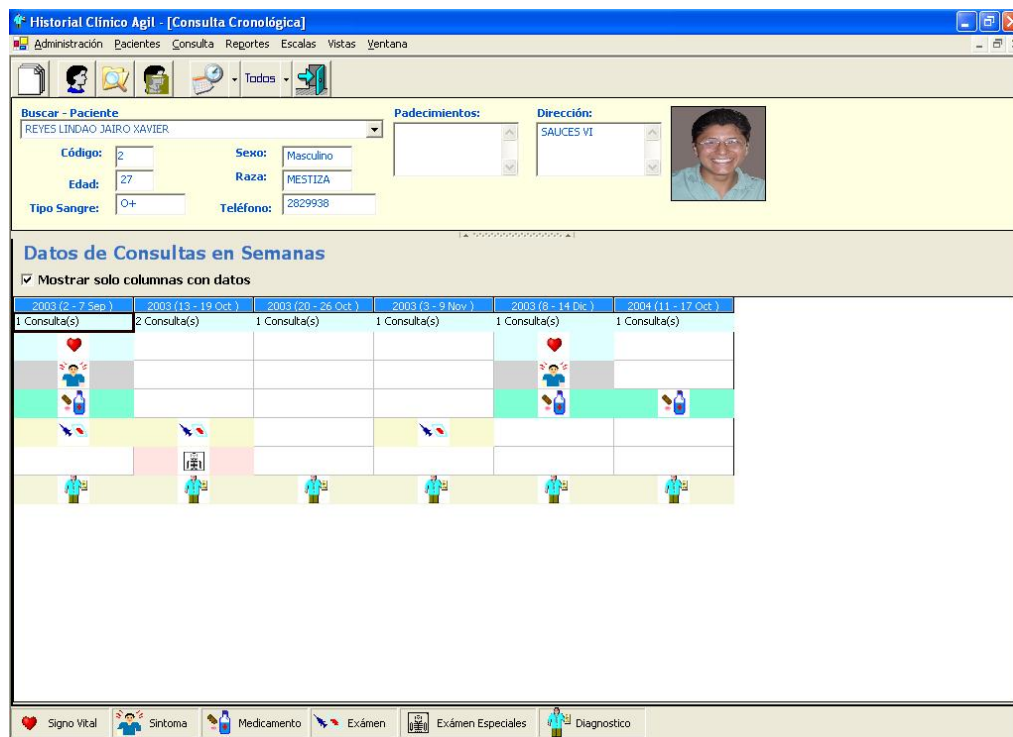 Historial Clínico Agil - [Consulta Cronológica]
Administración Pacientes Consulta Reportes Escalas Vistas Ventana
Todos
Buscar - Paciente
REYES LINDAO JAIRO XAVIER
Código: 2
Sexo: Masculino
Edad: 27
Raza: MESTIZA
Tipo Sangre: O+
Teléfono: 2829938
Padecimientos:
Dirección:
SAUCES VI
Datos de Consultas en Semanas
Mostrar solo columnas con datos
2003 (2 - 7 Sep ) 2003 (13 - 19 Oct ) 2003 (20 - 26 Oct ) 2003 (3 - 9 Nov ) 2003 (8 - 14 Dic ) 2004 (11 - 17 Oct )
1 Consulta(s) 2 Consulta(s) 1 Consulta(s) 1 Consulta(s) 1 Consulta(s) 1 Consulta(s)
Signo Vital Sintoma Medicamento Exámen Exámen Especiales Diagnostico